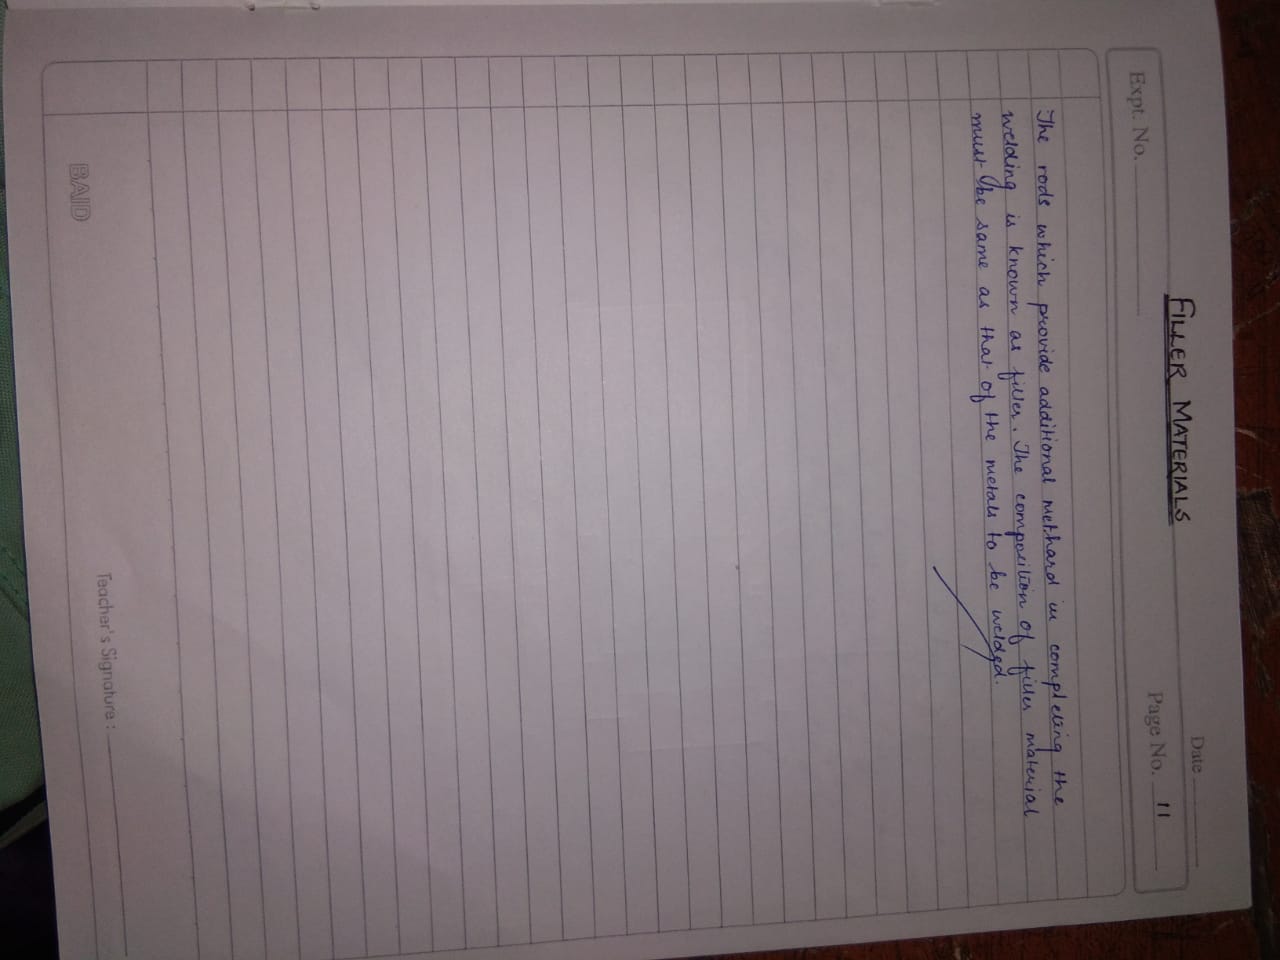 Date
FILLER MATERIALS
Expt. No.
Page No. 11
The rods which provide additional methard in completing the
welding is known as filler. The composition of filler material
must be same as that of the metals to be welded.
BAID
Teacher's Signature :